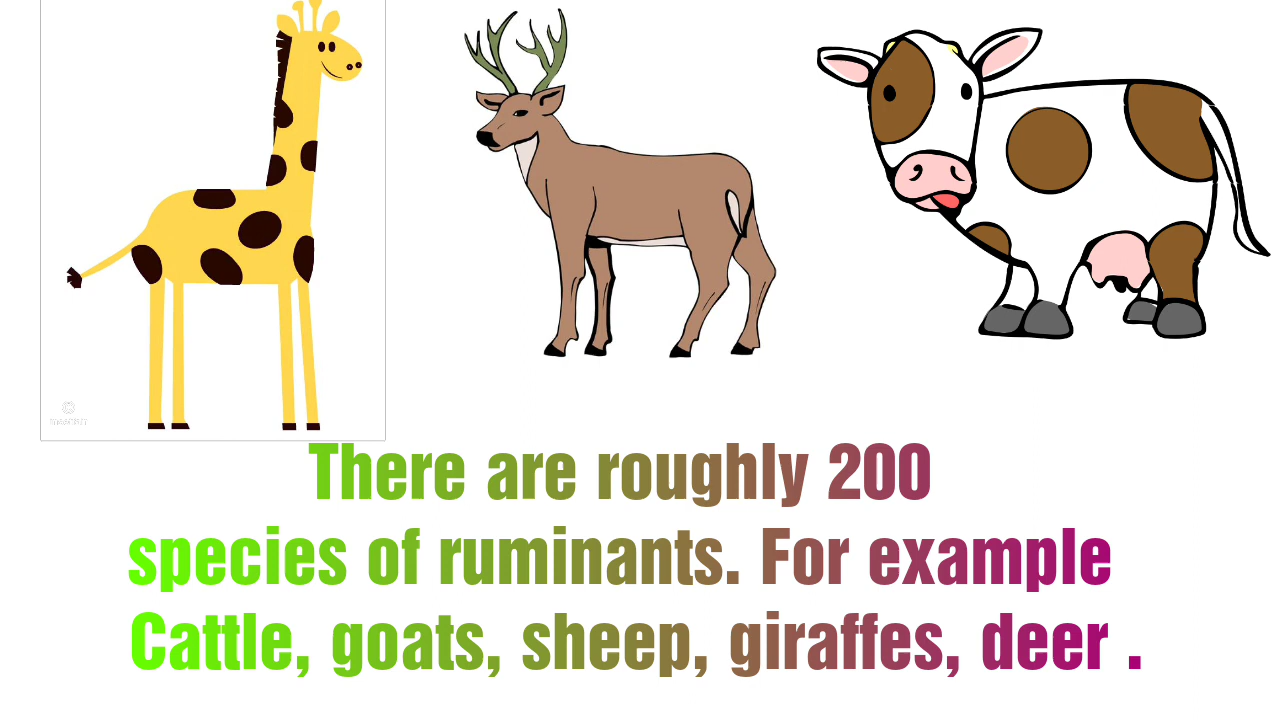 There are roughly 200
species of ruminants. For example
Cattle, goats, sheep, giraffes, deer .